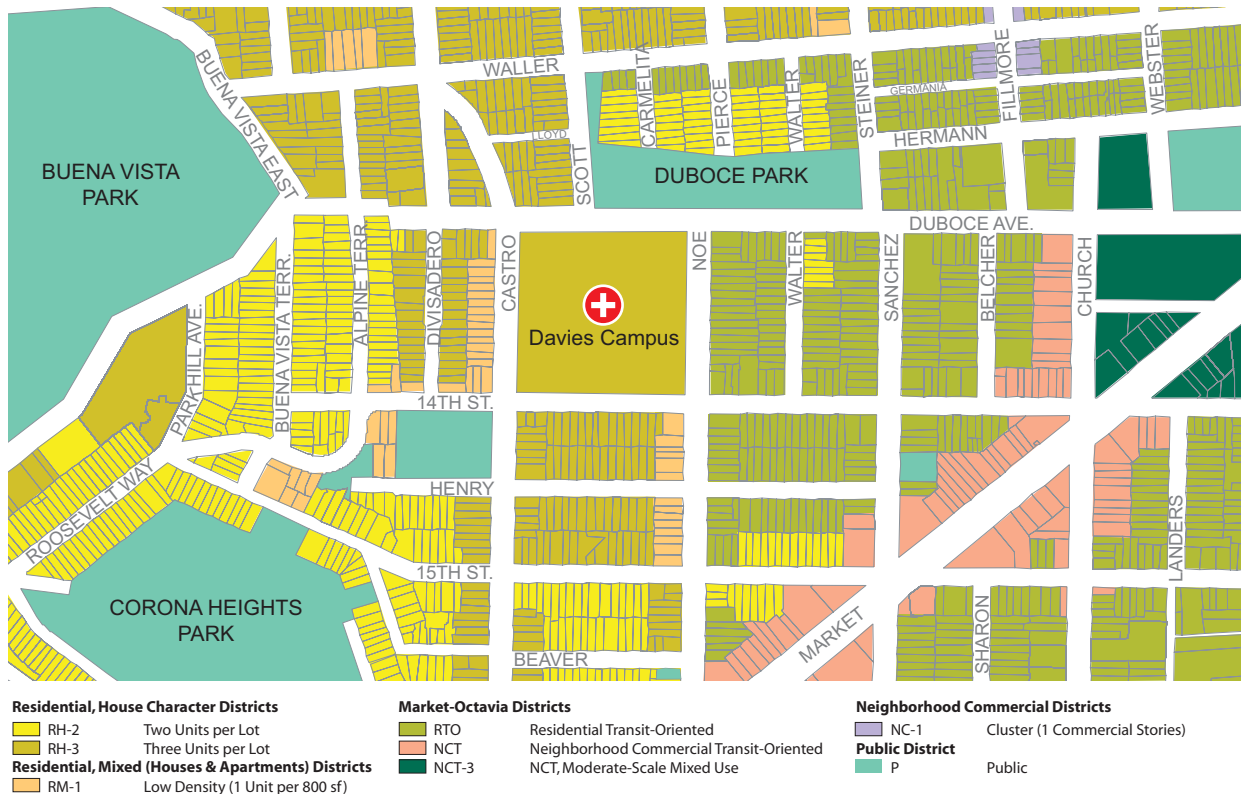 WALLER
CARMELITA
PIERCE
WALTER
STEINER
GERMANIA
FILLMORE
WEBSTER
BUENA VISTA EAST
LLOYD
SCOTT
HERMANN
BUENA VISTA
PARK
DUBOCE PARK
DUBOCE AVE.
PARKHILL AVE.
BUENA VISTA TERR.
ALPINE TERR.
DIVISADERO
CASTRO
Davies Campus
NOE
WALTER
SANCHEZ
BELCHER
CHURCH
14TH ST.
ROOSEVELT WAY
HENRY
LANDERS
15TH ST.
CORONA HEIGHTS
PARK
BEAVER
MARKET
SHARON
Residential, House Character Districts
RH-2 Two Units per Lot
RH-3 Three Units per Lot
Residential, Mixed (Houses & Apartments) Districts
RM-1 Low Density (1 Unit per 800 sf)
Market-Octavia Districts
RTO Residential Transit-Oriented
NCT Neighborhood Commercial Transit-Oriented
NCT-3 NCT, Moderate-Scale Mixed Use
Neighborhood Commercial Districts
NC-1 Cluster (1 Commercial Stories)
Public District
P Public